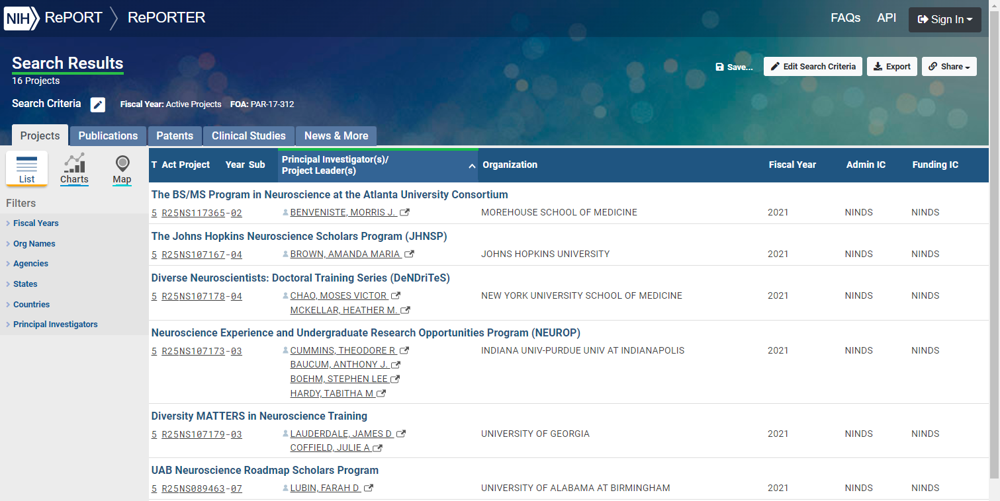 NIH RePORT RePORTER FAQs API Sign In
Search Results
16 Projects
Save... Edit Search Criteria Export Share
Search Criteria Fiscal Year: Active Projects FOA: PAR-17-312
Projects Publications Patents Clinical Studies News & More
List Charts Map
Filters
Fiscal Years
Org Names
Agencies
States
Countries
Principal Investigators
T Act Project Year Sub Principal Investigator(s)/ Project Leader(s) Organization Fiscal Year Admin IC Funding IC
The BS/MS Program in Neuroscience at the Atlanta University Consortium
5 R25NS117365-02 BENVENISTE, MORRIS J. MOREHOUSE SCHOOL OF MEDICINE 2021 NINDS NINDS
The Johns Hopkins Neuroscience Scholars Program (JHNSP)
5 R25NS107167-04 BROWN, AMANDA MARIA JOHNS HOPKINS UNIVERSITY 2021 NINDS NINDS
Diverse Neuroscientists: Doctoral Training Series (DeNDriTeS)
5 R25NS107178-04 CHAO, MOSES VICTOR NEW YORK UNIVERSITY SCHOOL OF MEDICINE 2021 NINDS NINDS
MCKELLAR, HEATHER M.
Neuroscience Experience and Undergraduate Research Opportunities Program (NEUROP)
5 R25NS107173-03 CUMMINS, THEODORE R INDIANA UNIV-PURDUE UNIV AT INDIANAPOLIS 2021 NINDS NINDS
BAUCUM, ANTHONY J.
BOEHM, STEPHEN LEE
HARDY, TABITHA M
Diversity MATTERS in Neuroscience Training
5 R25NS107179-03 LAUDERDALE, JAMES D UNIVERSITY OF GEORGIA 2021 NINDS NINDS
COFFIELD, JULIE A
UAB Neuroscience Roadmap Scholars Program
5 R25NS089463-07 LUBIN, FARAH D UNIVERSITY OF ALABAMA AT BIRMINGHAM 2021 NINDS NINDS